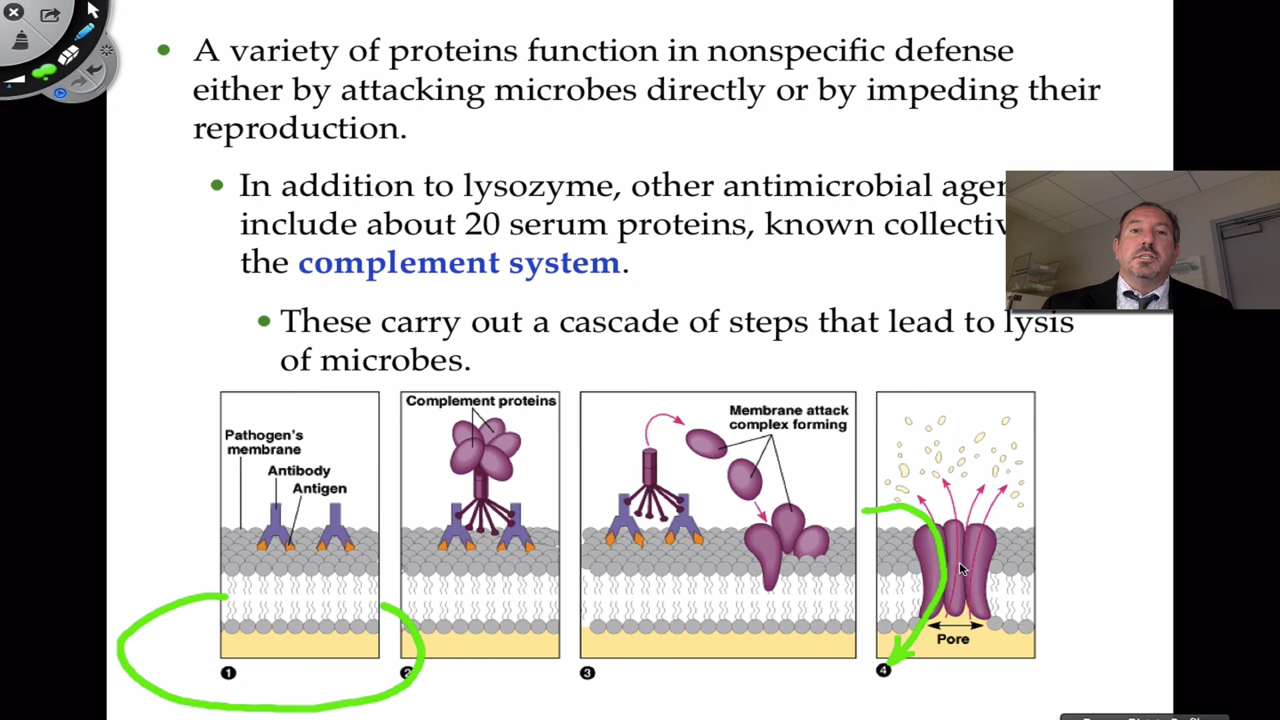 A variety of proteins function in nonspecific defense
either by attacking microbes directly or by impeding their
reproduction.
In addition to lysozyme, other antimicrobial
include about 20 serum proteins, known
the complement system.
These carry out a cascade of steps that lead to lysis
of microbes.
Pathogen's
membrane
Antibody
Antigen
Complement proteins
Membrane attack
complex forming
Pore
1
2
3
4